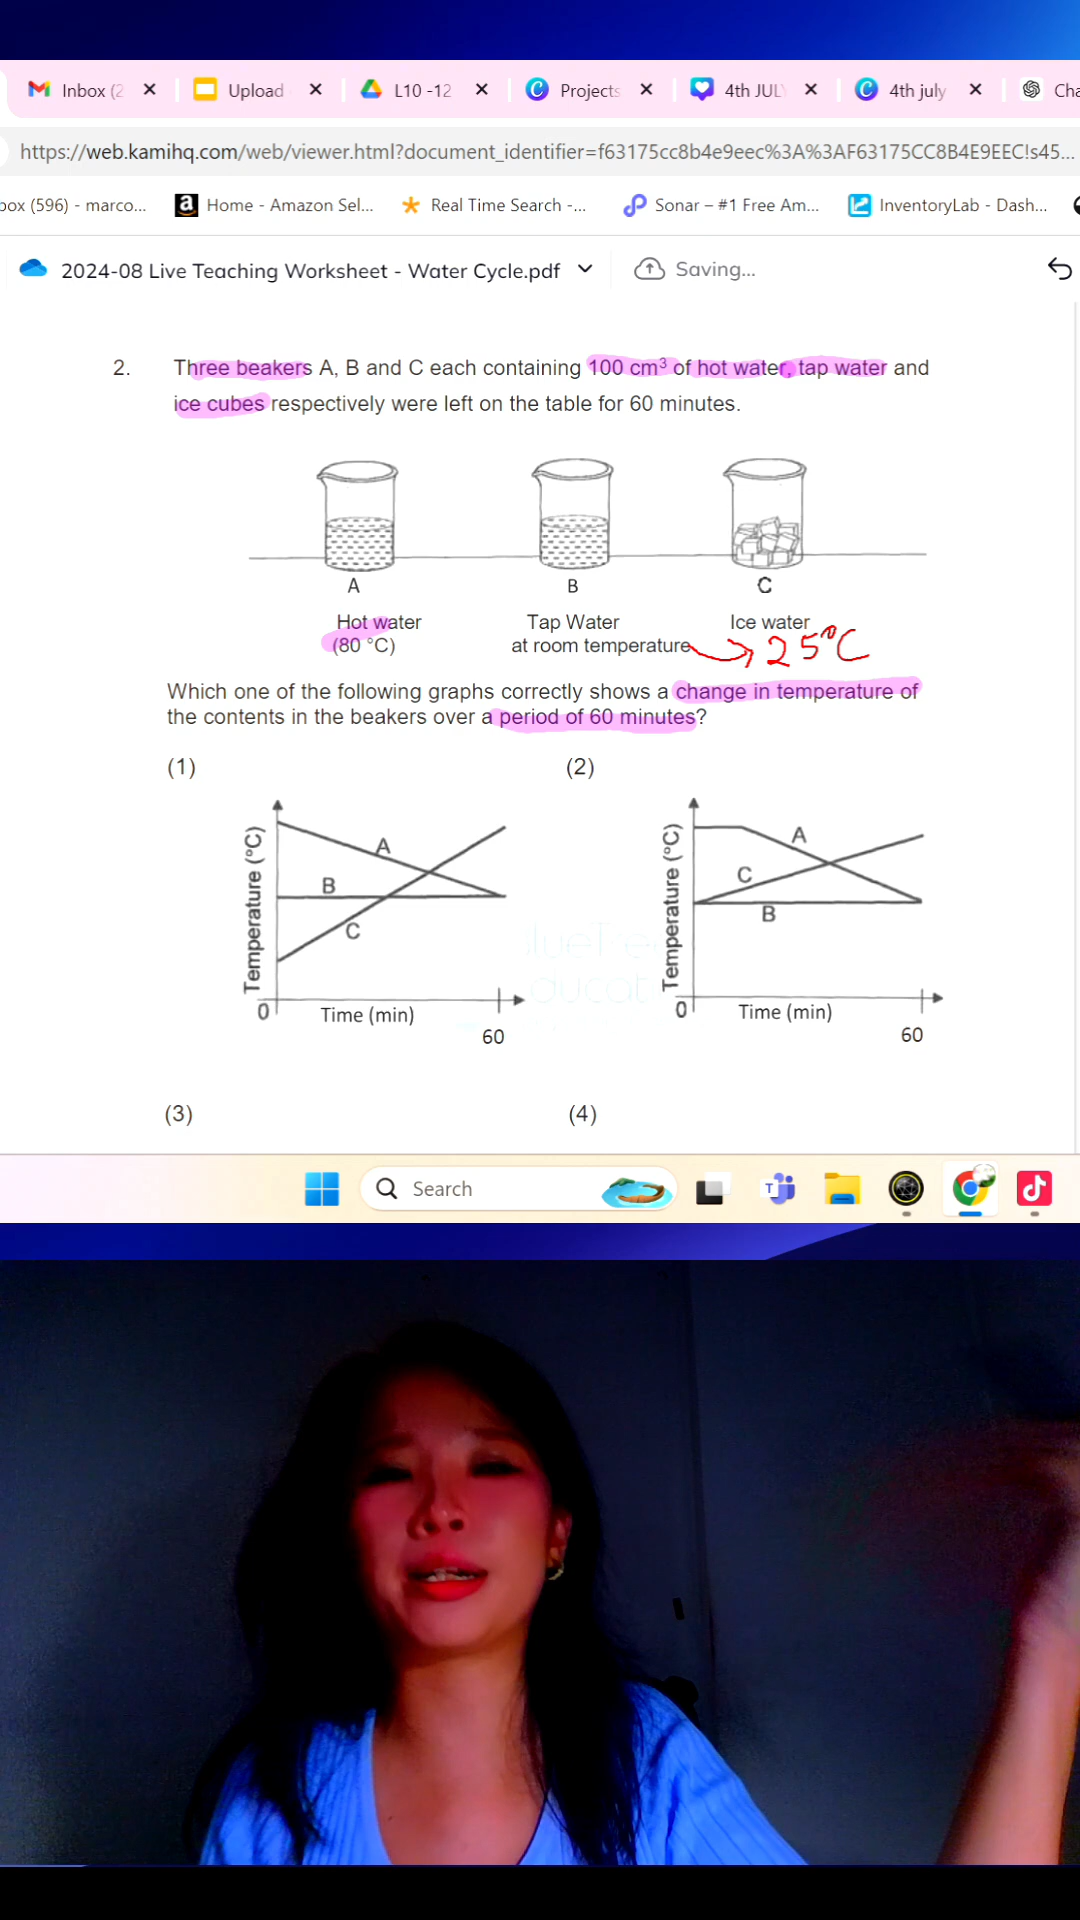 Inbox (2
Upload
L10 -12
Projects
4th JUL
4th july
Cha
https://web.kamihq.com/web/viewer.html?document_identifier=f63175cc8b4e9eec%3A%3AF63175CC8B4E9EEC!s45...
box (596) - marco...
a Home - Amazon Sel...
Real Time Search -...
Sonar – #1 Free Am...
InventoryLab - Dash...
2024-08 Live Teaching Worksheet - Water Cycle.pdf
Saving...
2. Three beakers A, B and C each containing 100 cm³ of hot water, tap water and
ice cubes respectively were left on the table for 60 minutes.
A B C
Hot water Tap Water Ice water
(80 °C) at room temperature → 25°C
Which one of the following graphs correctly shows a change in temperature of
the contents in the beakers over a period of 60 minutes?
(1) (2)
Temperature (°C)
A
B
C
0 Time (min)
60
Temperature (°C)
A
C
B
0 Time (min)
60
(3) (4)
Search